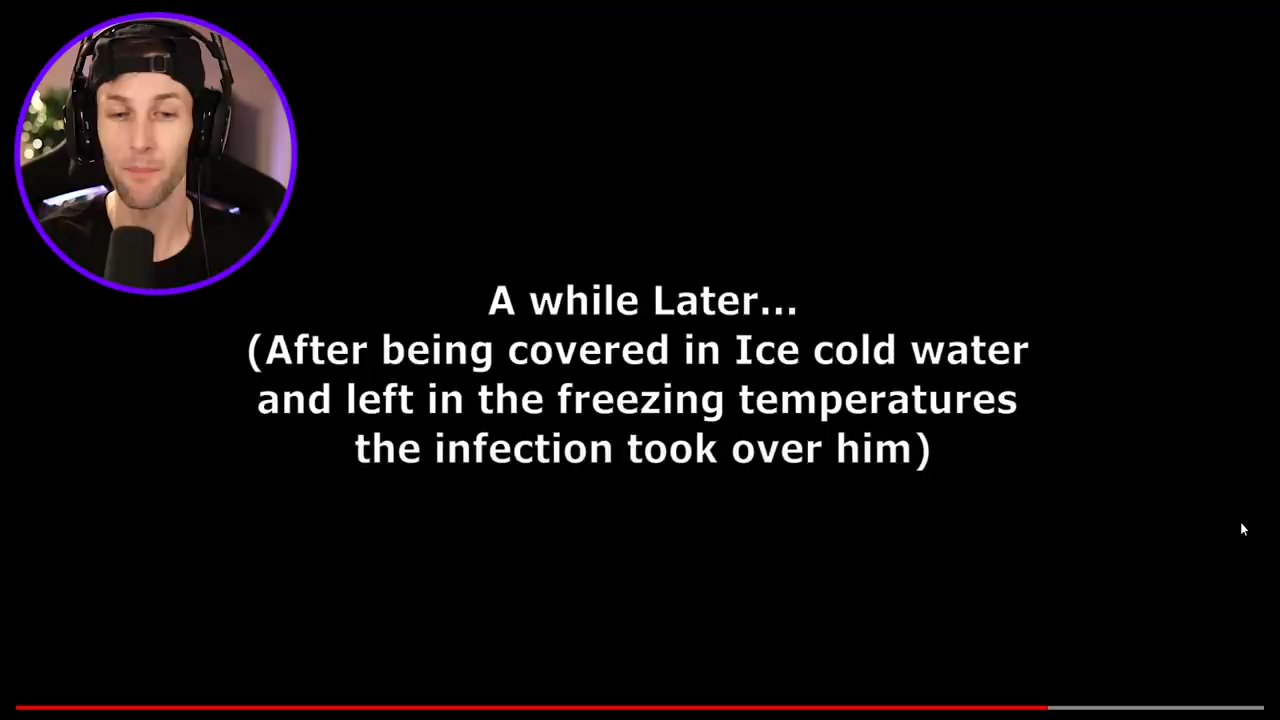 A while Later...
(After being covered in Ice cold water
and left in the freezing temperatures
the infection took over him)